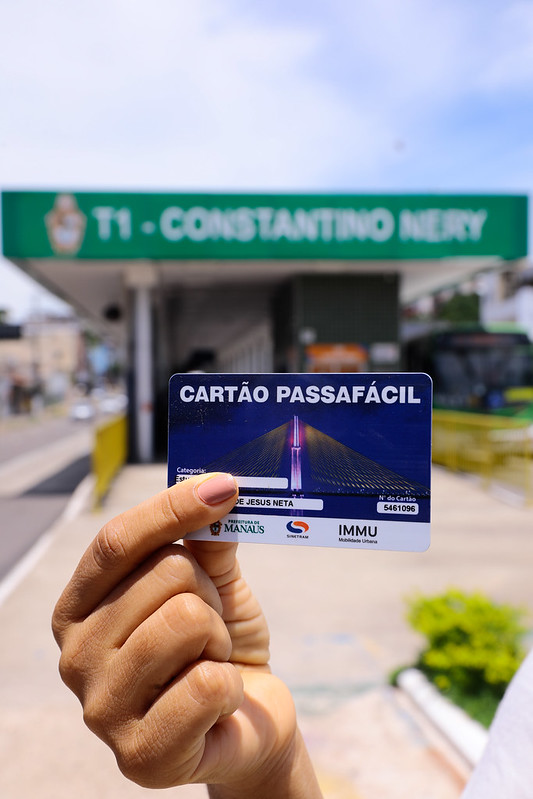 T1 - CONSTANTINO NERY
CARTÃO PASSAFÁCIL
Categoria:
DE JESUS NETA
Nº do Cartão
5461096
PREFEITURA DE
MANAUS
SINETRAM
IMMU
Mobilidade Urbana